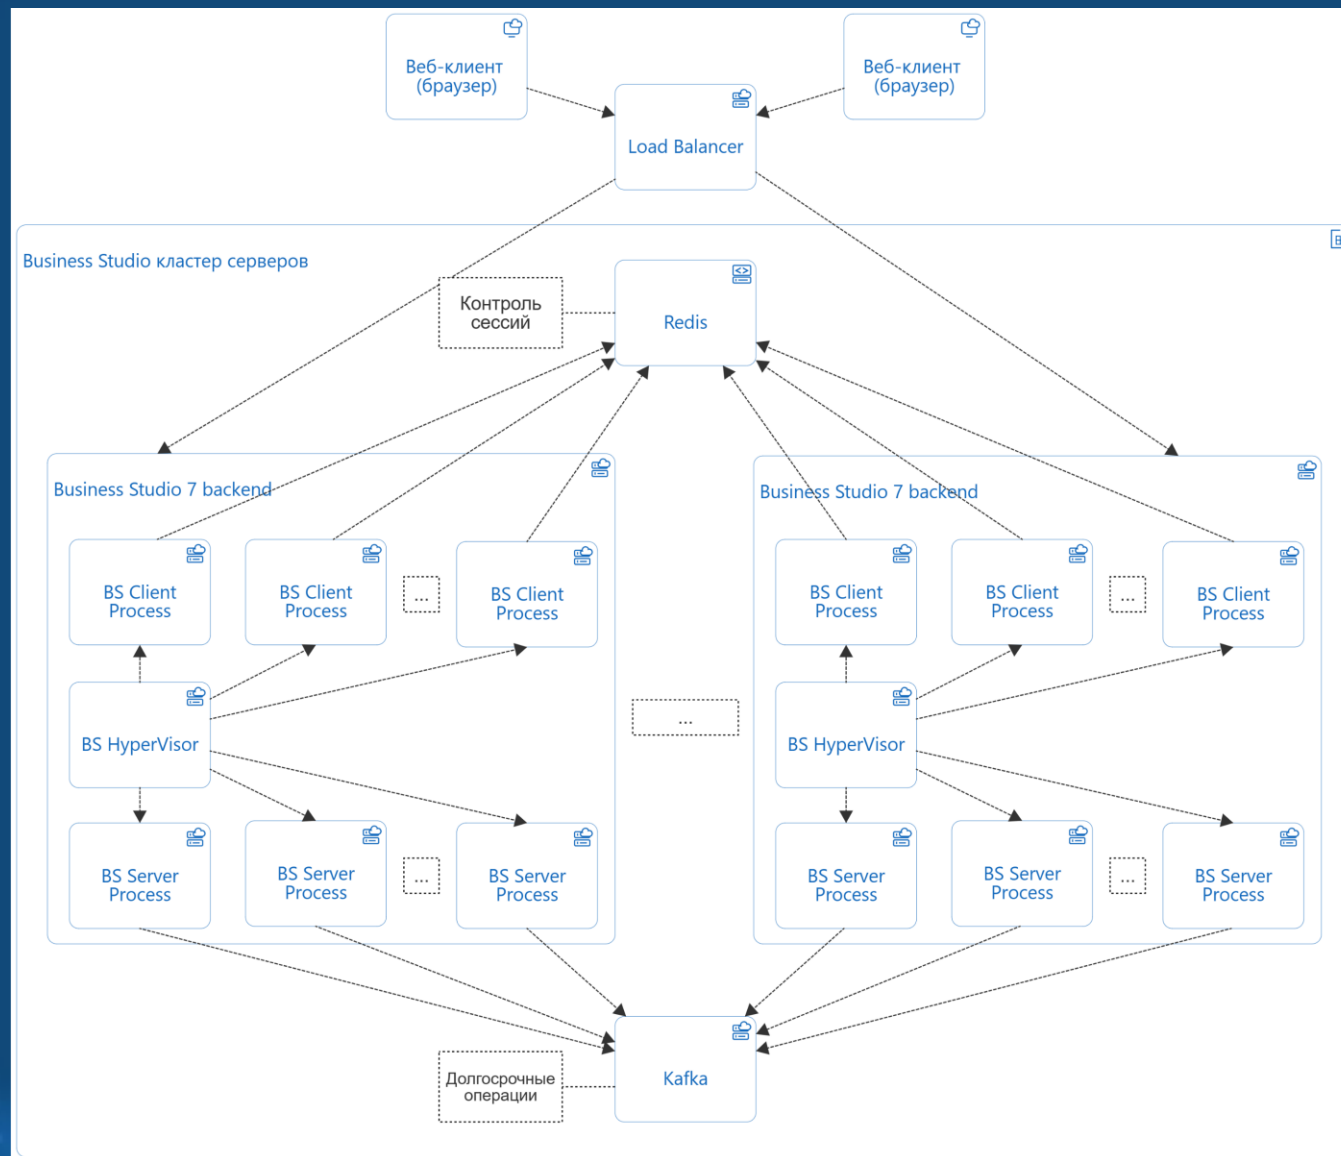 Веб-клиент
(браузер)
Веб-клиент
(браузер)
Load Balancer
Business Studio кластер серверов
Контроль
сессий
Redis
Business Studio 7 backend
Business Studio 7 backend
BS Client
Process
BS Client
Process
...
BS Client
Process
BS Client
Process
BS Client
Process
...
BS Client
Process
BS HyperVisor
...
BS HyperVisor
BS Server
Process
BS Server
Process
...
BS Server
Process
BS Server
Process
BS Server
Process
...
BS Server
Process
Долгосрочные
операции
Kafka